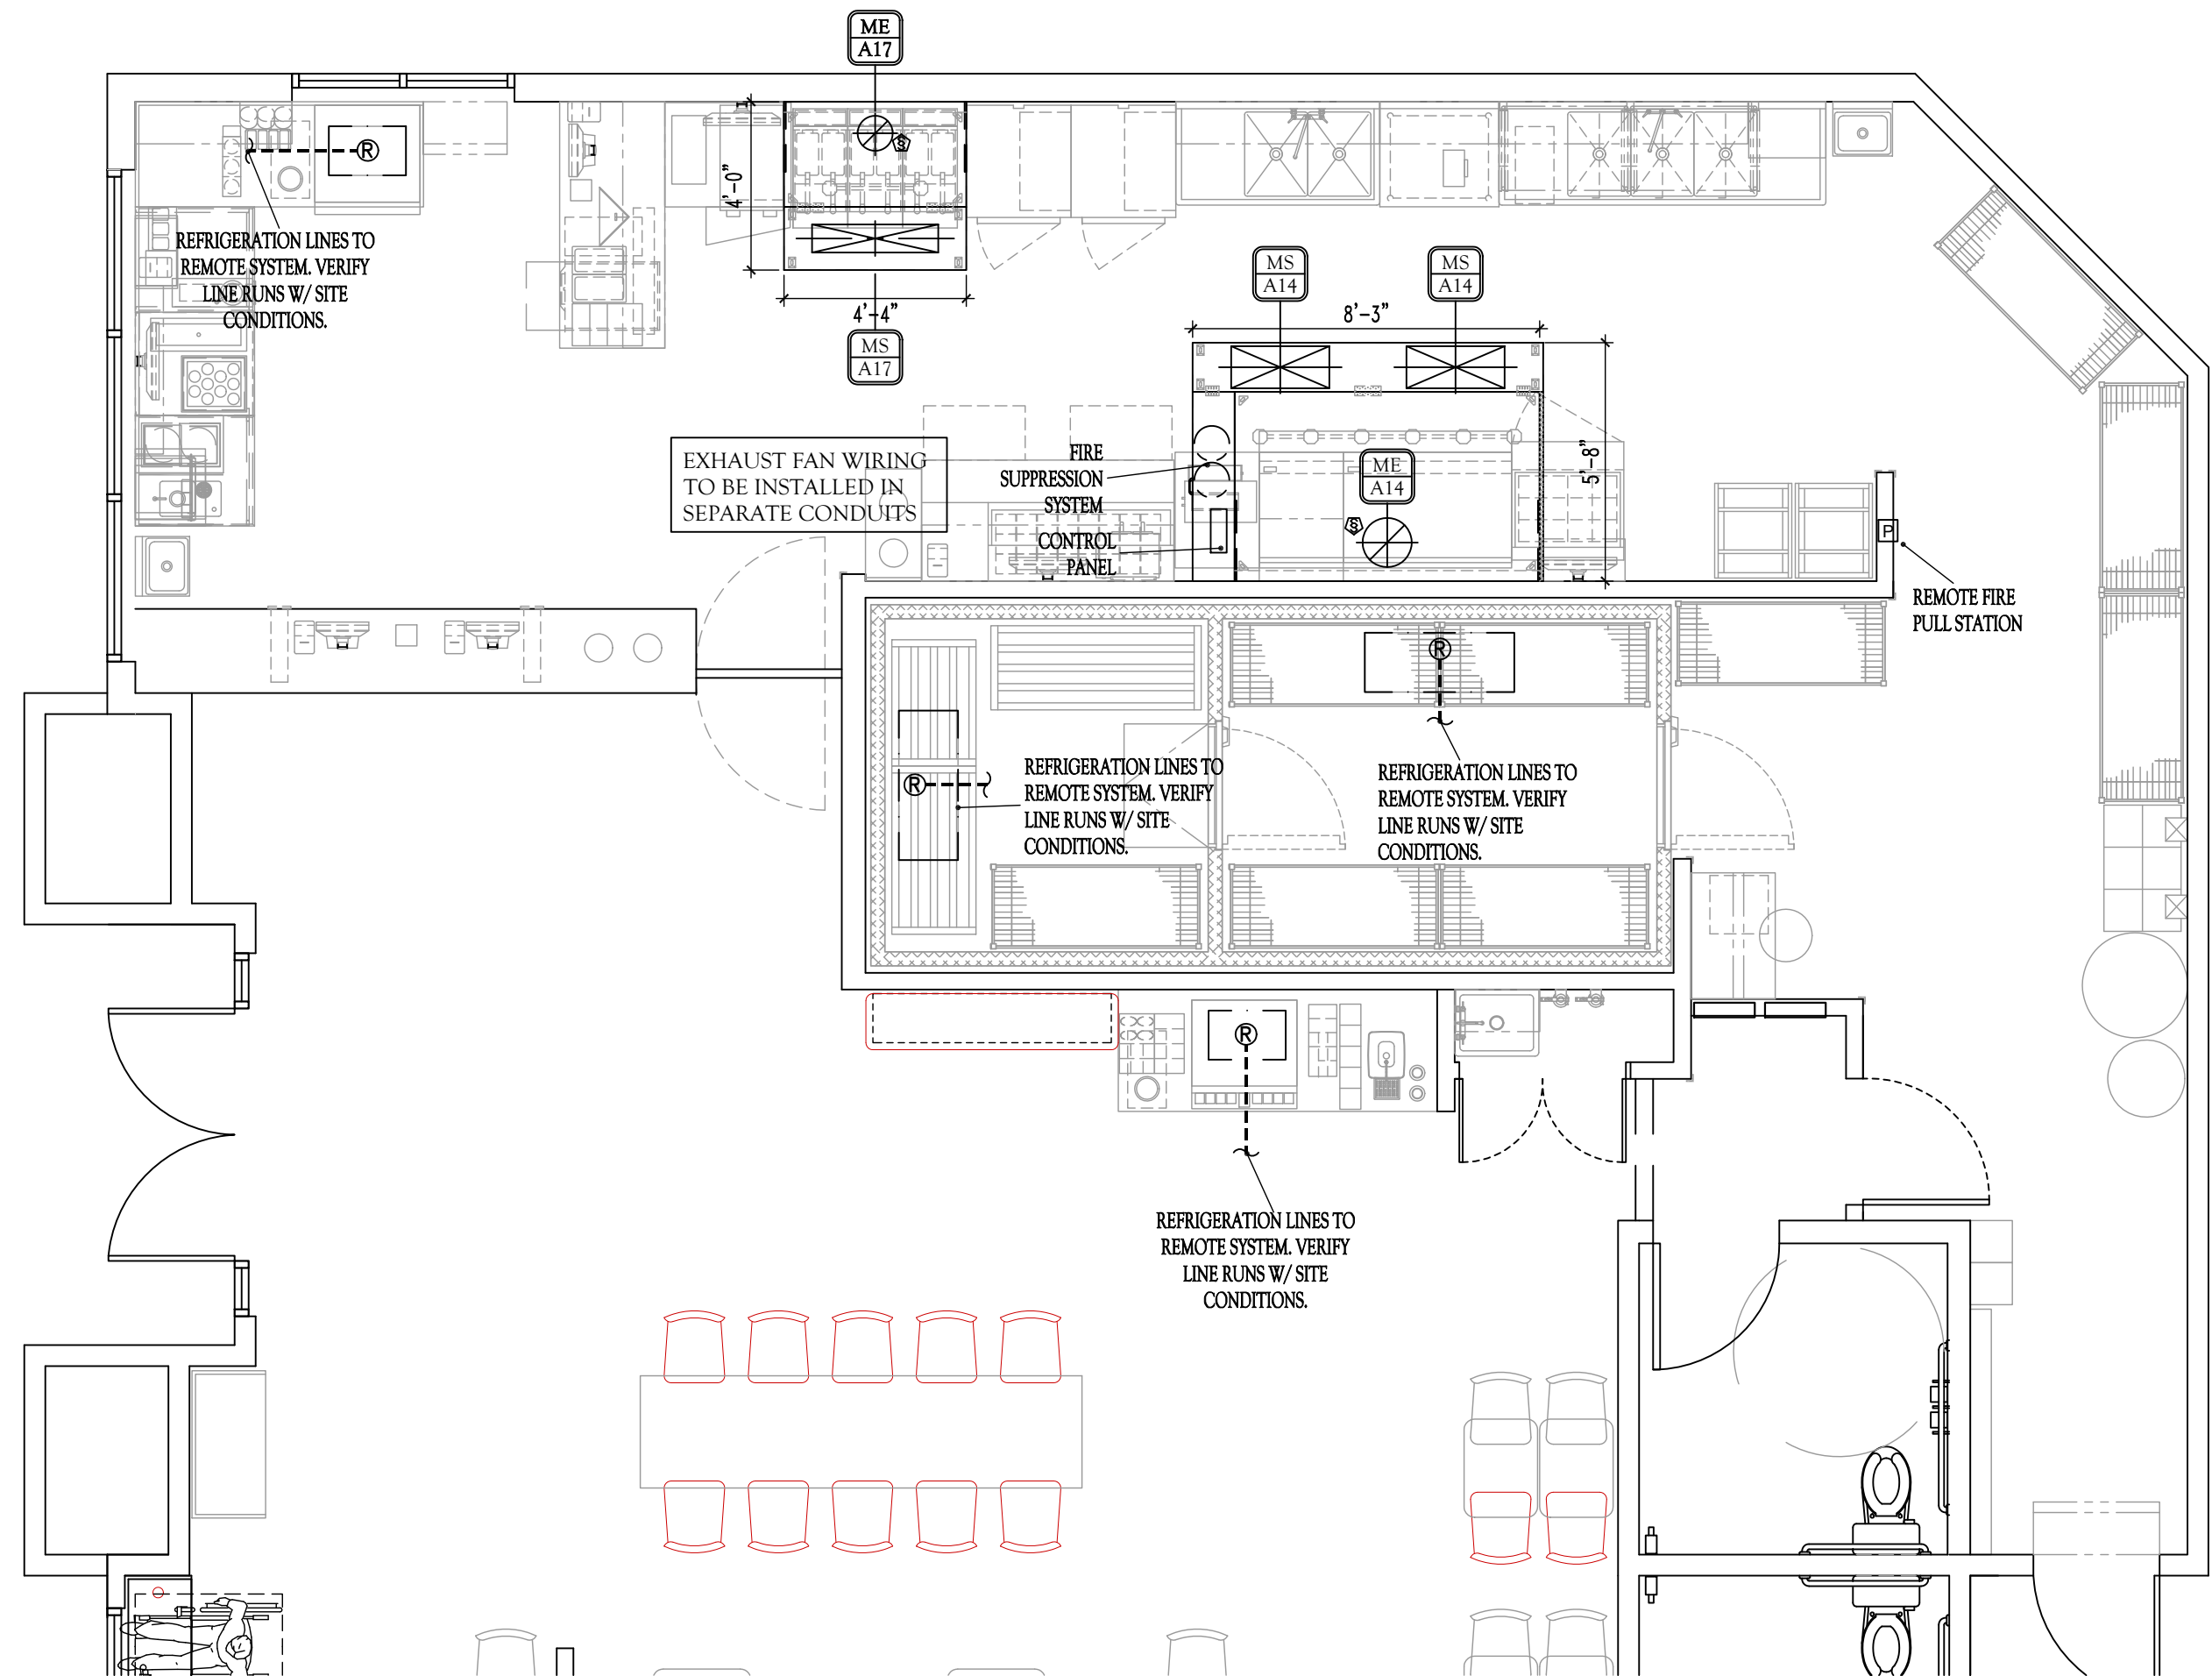 ME
A17
4'-0"
R
§
REFRIGERATION LINES TO
REMOTE SYSTEM. VERIFY
LINE RUNS W/ SITE
CONDITIONS.
4'-4"
MS
A17
MS
A14
MS
A14
8'-3"
5'-8"
EXHAUST FAN WIRING
TO BE INSTALLED IN
SEPARATE CONDUITS
FIRE
SUPPRESSION
SYSTEM
CONTROL
PANEL
ME
A14
§
P
REMOTE FIRE
PULL STATION
R
REFRIGERATION LINES TO
REMOTE SYSTEM. VERIFY
LINE RUNS W/ SITE
CONDITIONS.
R
REFRIGERATION LINES TO
REMOTE SYSTEM. VERIFY
LINE RUNS W/ SITE
CONDITIONS.
R
REFRIGERATION LINES TO
REMOTE SYSTEM. VERIFY
LINE RUNS W/ SITE
CONDITIONS.